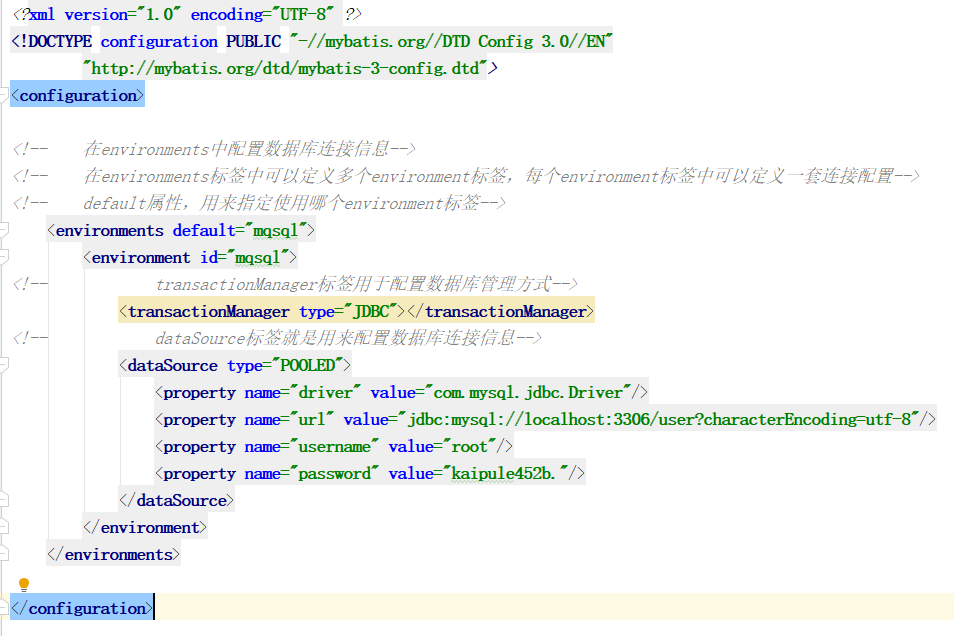 <?xml version="1.0" encoding="UTF-8" ?>
<!DOCTYPE configuration PUBLIC "-//mybatis.org//DTD Config 3.0//EN"
"http://mybatis.org/dtd/mybatis-3-config.dtd">
<configuration>
<!-- 在environments中配置数据库连接信息-->
<!-- 在environments标签中可以定义多个environment标签，每个environment标签中可以定义一套连接配置-->
<!-- default属性，用来指定使用哪个environment标签-->
<environments default="mqsql">
<environment id="mqsql">
<!-- transactionManager标签用于配置数据库管理方式-->
<transactionManager type="JDBC"></transactionManager>
<!-- dataSource标签就是用来配置数据库连接信息-->
<dataSource type="POOLED">
<property name="driver" value="com.mysql.jdbc.Driver"/>
<property name="url" value="jdbc:mysql://localhost:3306/user?characterEncoding=utf-8"/>
<property name="username" value="root"/>
<property name="password" value="kaipule452b."/>
</dataSource>
</environment>
</environments>
</configuration>